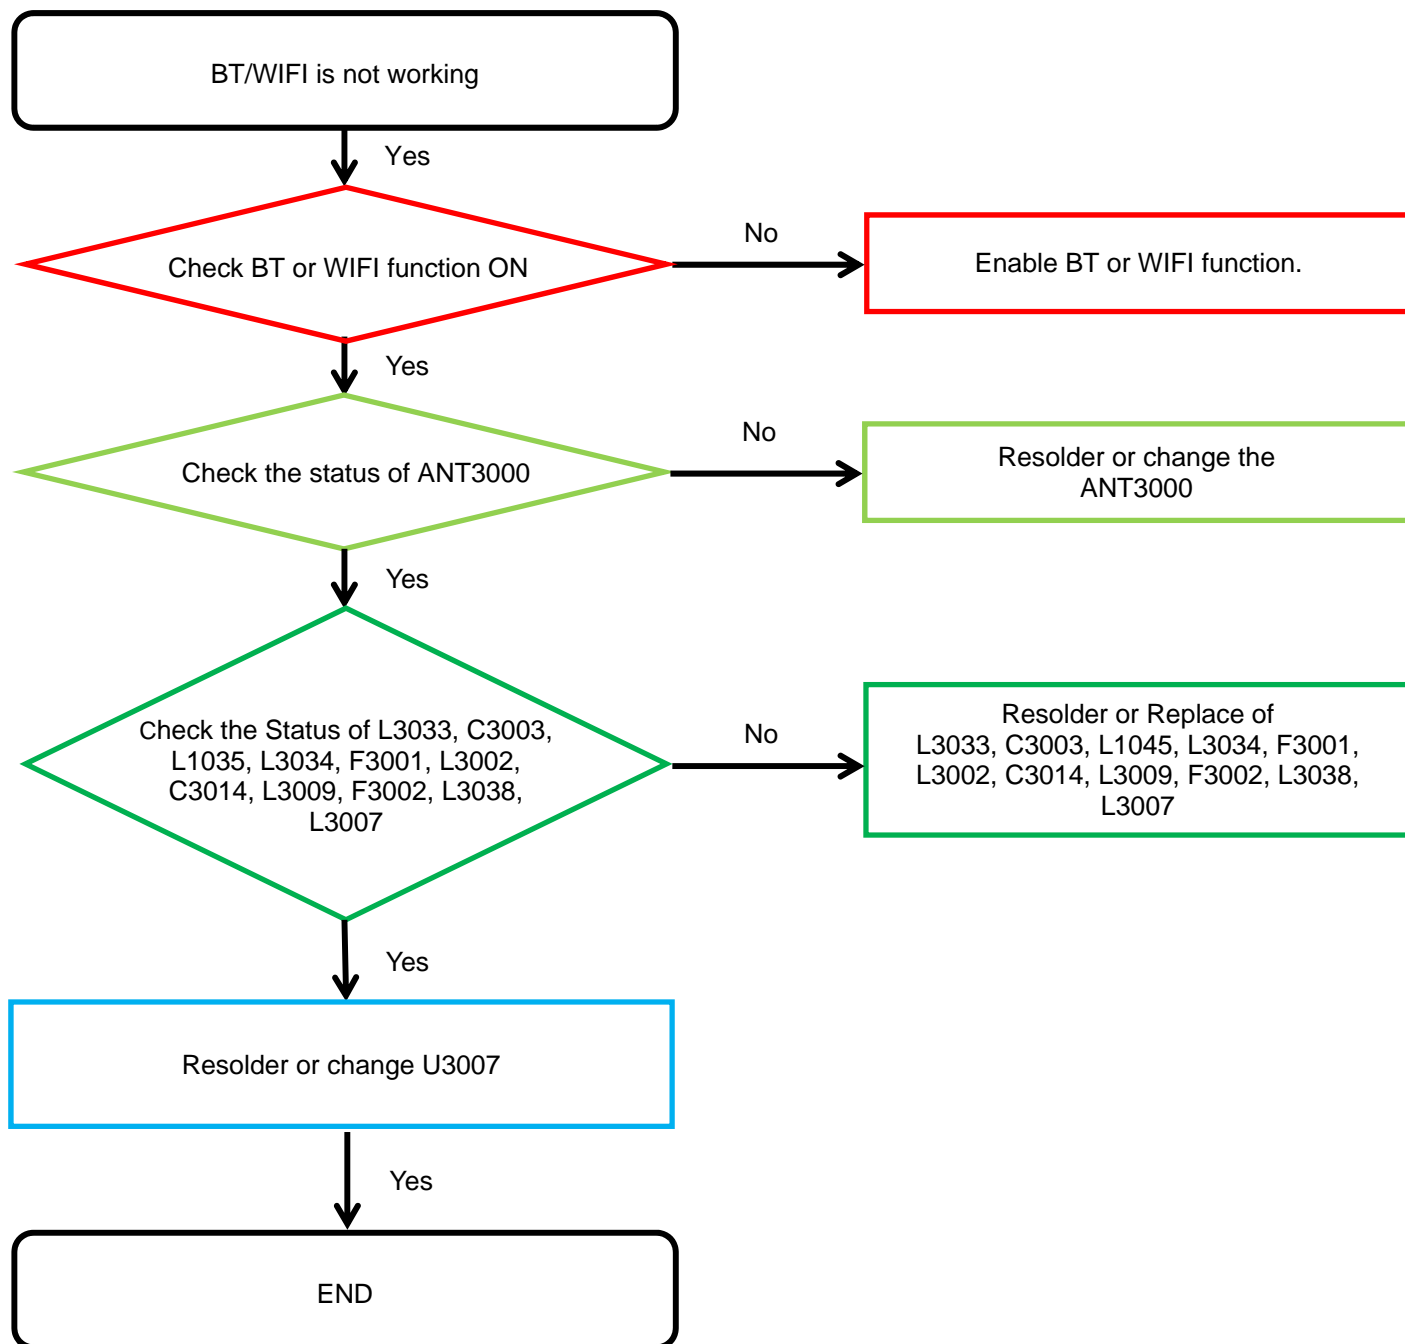 BT/WIFI is not working
Yes
Check BT or WIFI function ON
No
Enable BT or WIFI function.
Yes
Check the status of ANT3000
No
Resolder or change the
ANT3000
Yes
Check the Status of L3033, C3003,
L1035, L3034, F3001, L3002,
C3014, L3009, F3002, L3038,
L3007
No
Resolder or Replace of
L3033, C3003, L1045, L3034, F3001,
L3002, C3014, L3009, F3002, L3038,
L3007
Yes
Resolder or change U3007
Yes
END